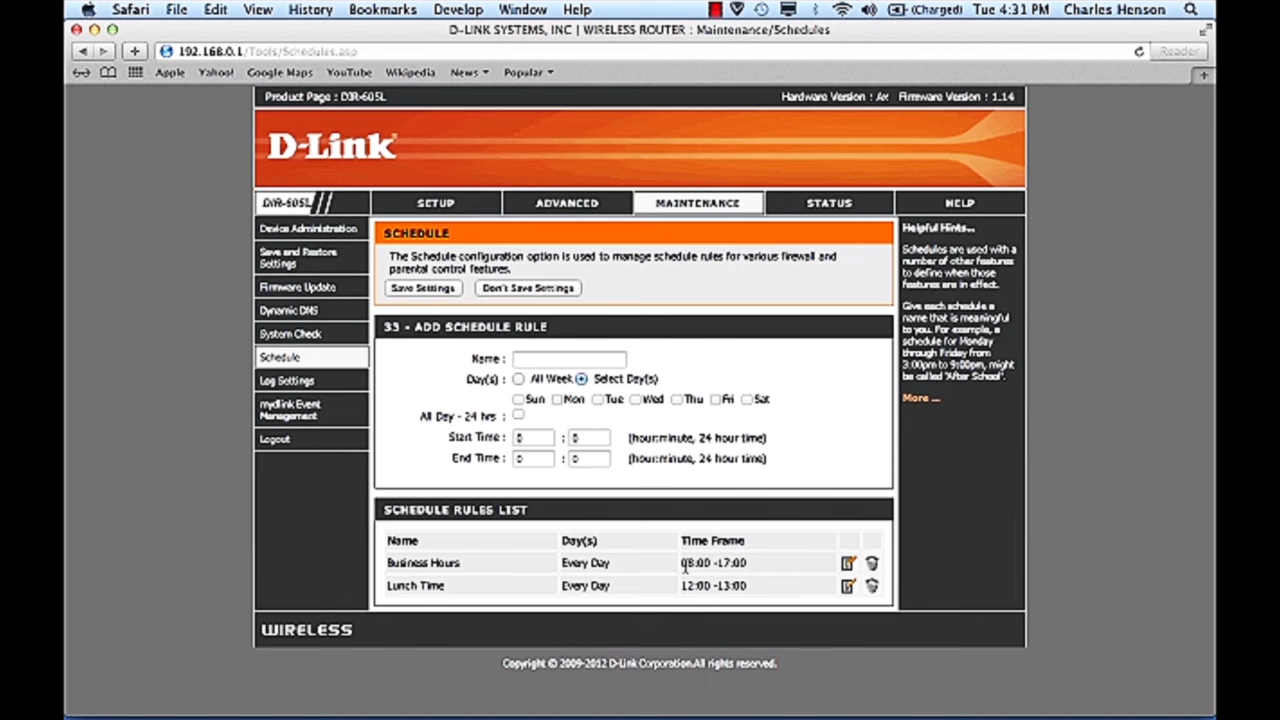 Safari File Edit View History Bookmarks Develop Window Help (Charged) Tue 4:31 PM Charles Henson
D-LINK SYSTEMS, INC | WIRELESS ROUTER : Maintenance/Schedules
192.168.0.1/Tools/Schedules.asp Reader
Apple Yahoo! Google Maps YouTube Wikipedia News Popular
Product Page : DIR-605L Hardware Version : Ax Firmware Version : 1.14
D-Link
DIR-605L SETUP ADVANCED MAINTENANCE STATUS HELP
Device Administration
Save and Restore
Settings
Firmware Update
Dynamic DNS
System Check
Schedule
Log Settings
mydlink Event
Management
Logout
SCHEDULE
The Schedule configuration option is used to manage schedule rules for various firewall and
parental control features.
Save Settings Don't Save Settings
33 - ADD SCHEDULE RULE
Name :
Day(s) : All Week Select Day(s)
Sun Mon Tue Wed Thu Fri Sat
All Day - 24 hrs :
Start Time : 0 : 0 (hour:minute, 24 hour time)
End Time : 0 : 0 (hour:minute, 24 hour time)
SCHEDULE RULES LIST
Name Day(s) Time Frame
Business Hours Every Day 08:00 -17:00
Lunch Time Every Day 12:00 -13:00
Helpful Hints...
Schedules are used with a
number of other features
to define when those
features are in effect.
Give each schedule a
name that is meaningful
to you. For example, a
schedule for Monday
through Friday from
3:00pm to 9:00pm, might
be called "After School".
More ...
WIRELESS
Copyright © 2009-2012 D-Link Corporation.All rights reserved.